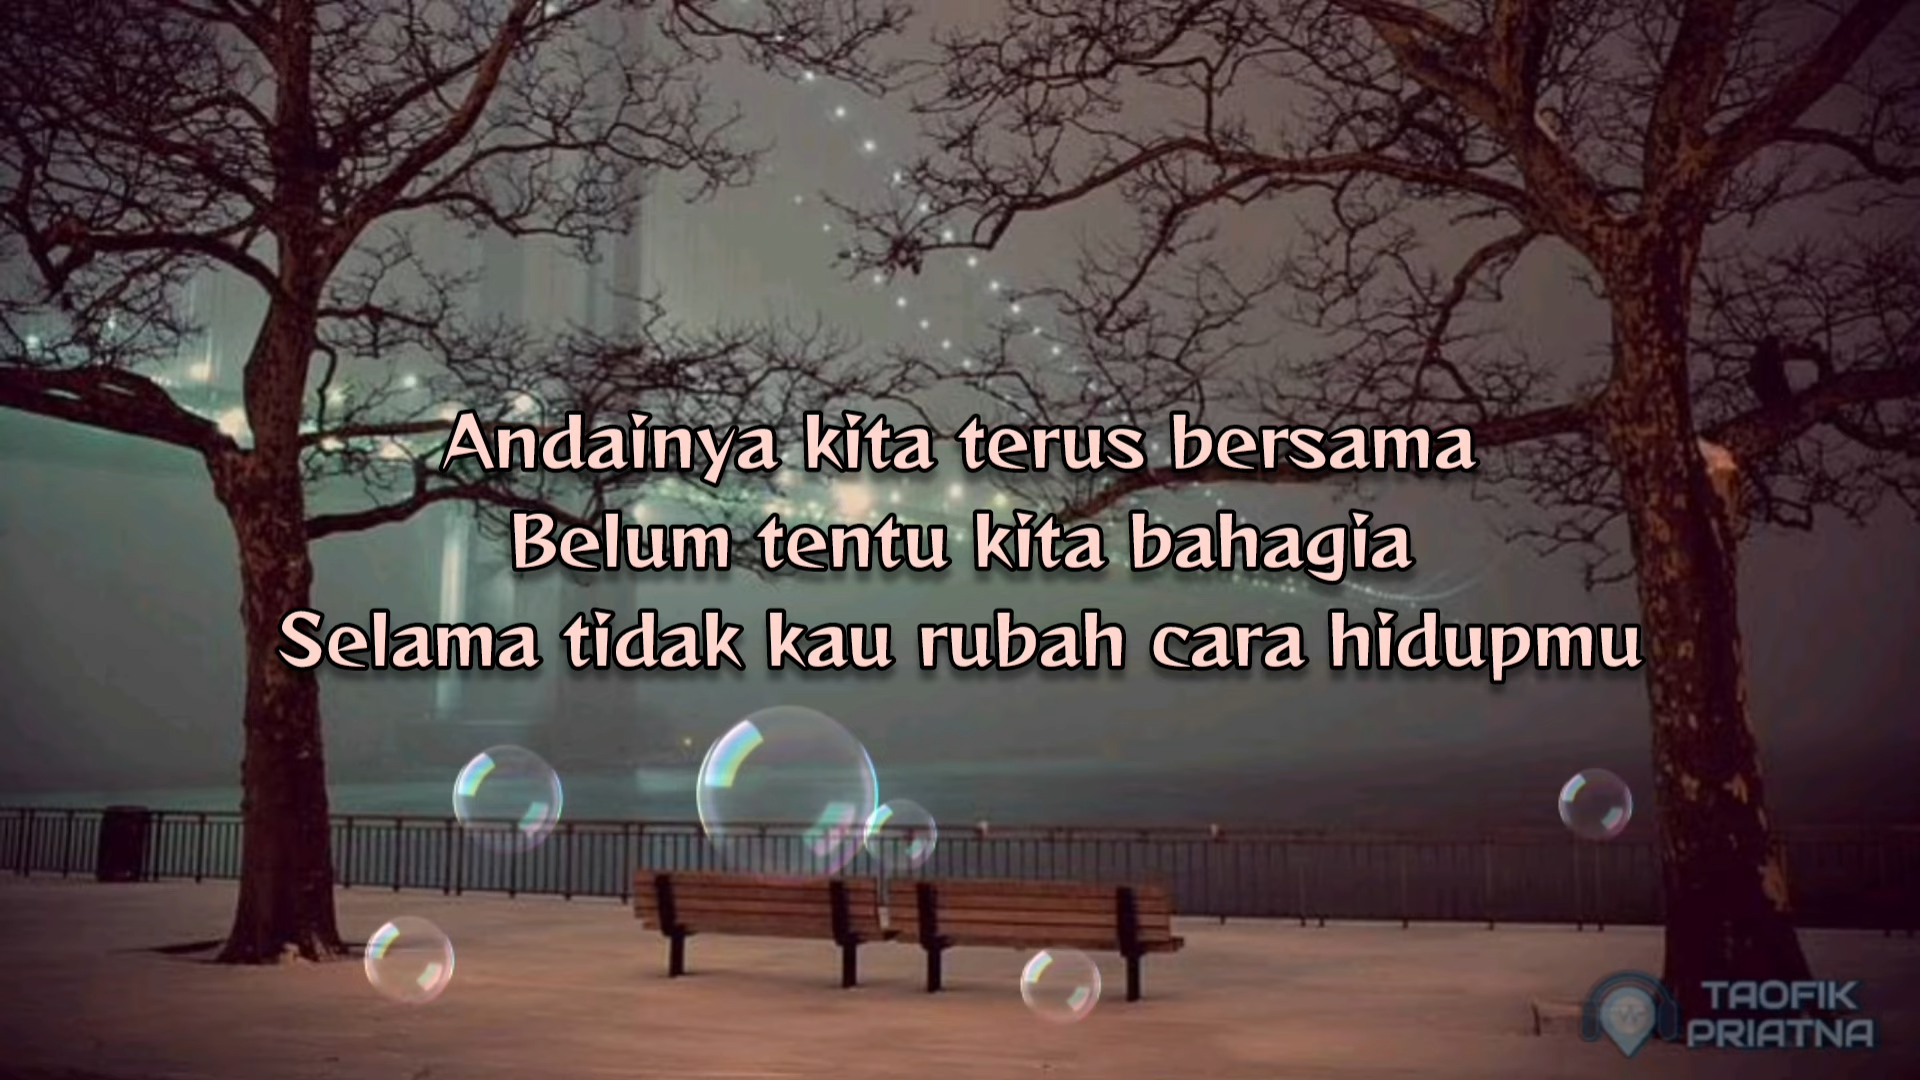 Andainya kita terus bersama
Belum tentu kita bahagia
Selama tidak kau rubah cara hidupmu
TAOFIK
PRIATNA